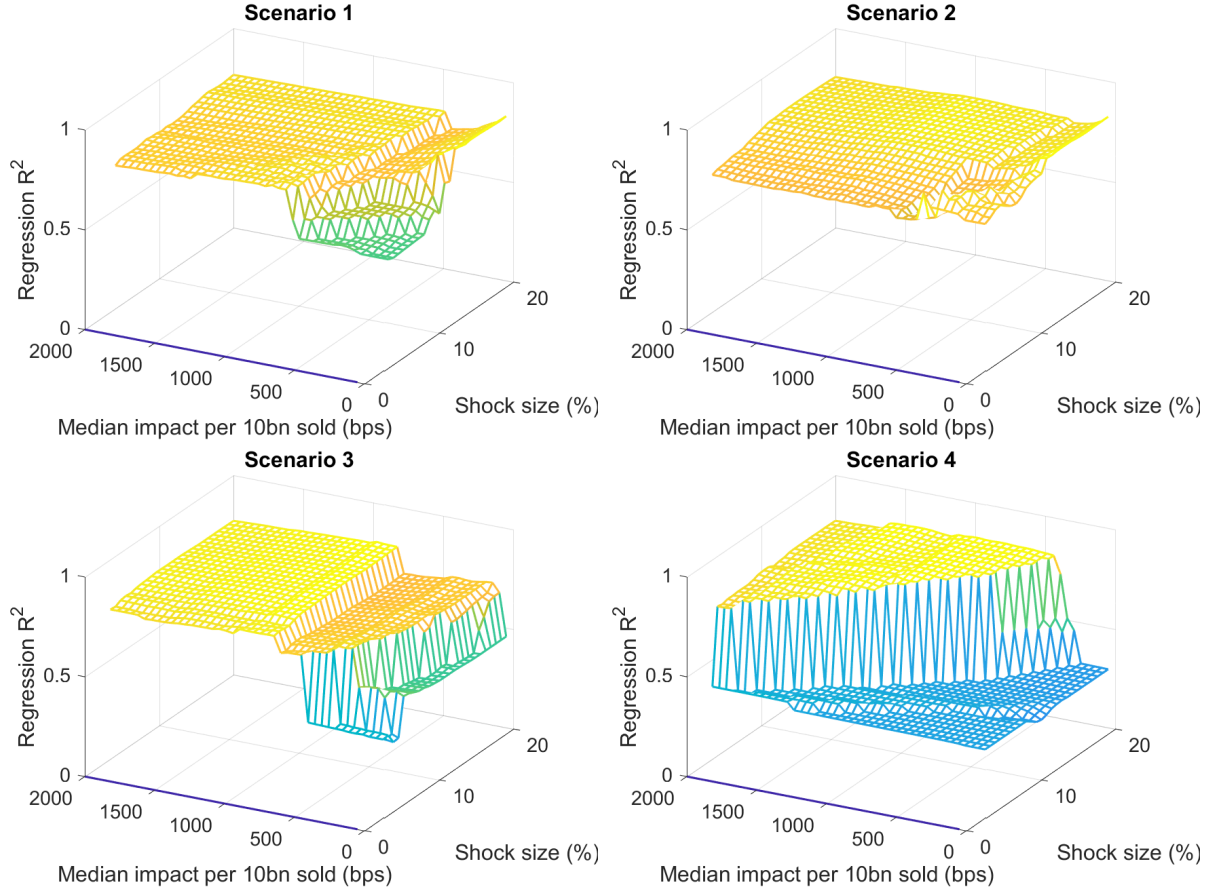 Scenario 1
Regression R²
1
0.5
0
2000
1500
1000
500
0
0
10
20
Median impact per 10bn sold (bps)
Shock size (%)
Scenario 2
Regression R²
1
0.5
0
2000
1500
1000
500
0
0
10
20
Median impact per 10bn sold (bps)
Shock size (%)
Scenario 3
Regression R²
1
0.5
0
2000
1500
1000
500
0
0
10
20
Median impact per 10bn sold (bps)
Shock size (%)
Scenario 4
Regression R²
1
0.5
0
2000
1500
1000
500
0
0
10
20
Median impact per 10bn sold (bps)
Shock size (%)